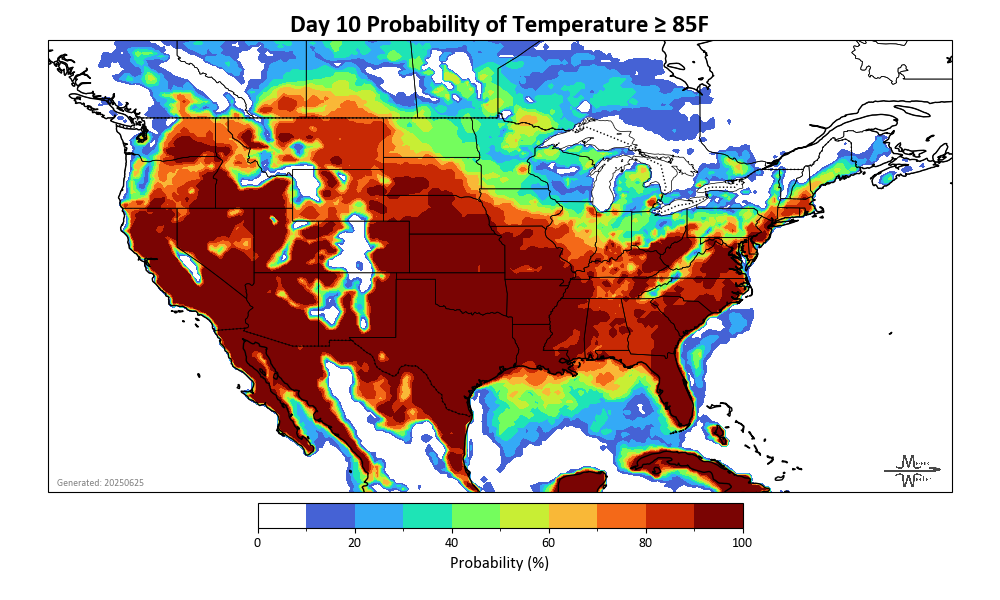 Day 10 Probability of Temperature ≥ 85F
Generated: 20250625
0 20 40 60 80 100
Probability (%)